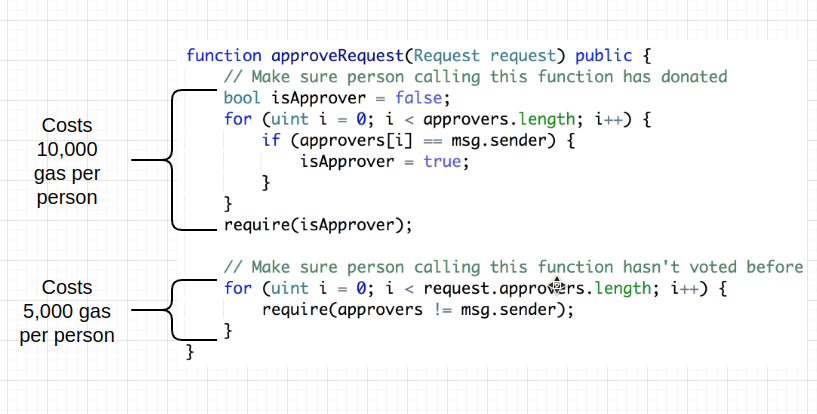 function approveRequest(Request request) public {
// Make sure person calling this function has donated
bool isApprover = false;
for (uint i = 0; i < approvers.length; i++) {
if (approvers[i] == msg.sender) {
isApprover = true;
}
}
require(isApprover);
// Make sure person calling this function hasn't voted before
for (uint i = 0; i < request.approvers.length; i++) {
require(approvers != msg.sender);
}
}
Costs
10,000
gas per
person
Costs
5,000 gas
per person